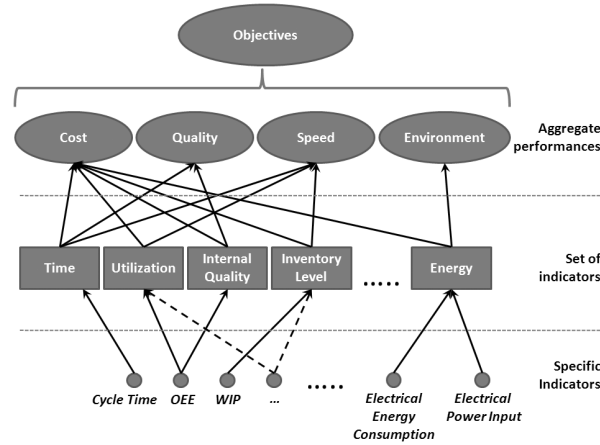 Objectives
Cost
Quality
Speed
Environment
Aggregate
performances
Time
Utilization
Internal
Quality
Inventory
Level
.....
Energy
Set of
indicators
Cycle Time
OEE
WIP
...
.....
Electrical
Energy
Consumption
Electrical
Power Input
Specific
Indicators